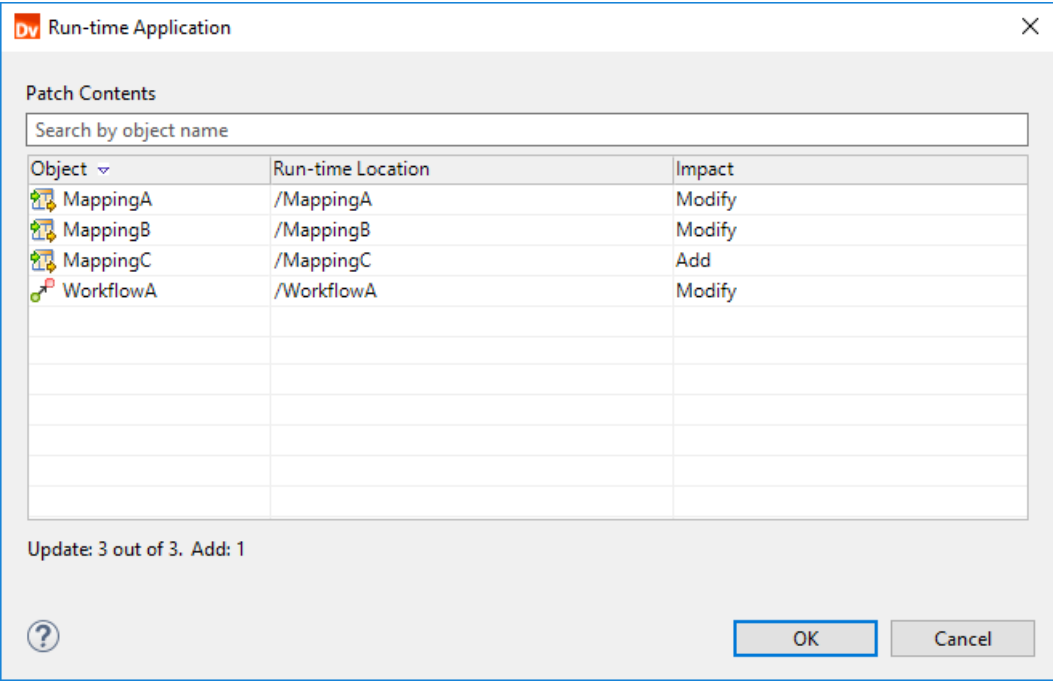 Dv Run-time Application
Patch Contents
Search by object name
Object Run-time Location Impact
MappingA /MappingA Modify
MappingB /MappingB Modify
MappingC /MappingC Add
WorkflowA /WorkflowA Modify
Update: 3 out of 3. Add: 1
? OK Cancel